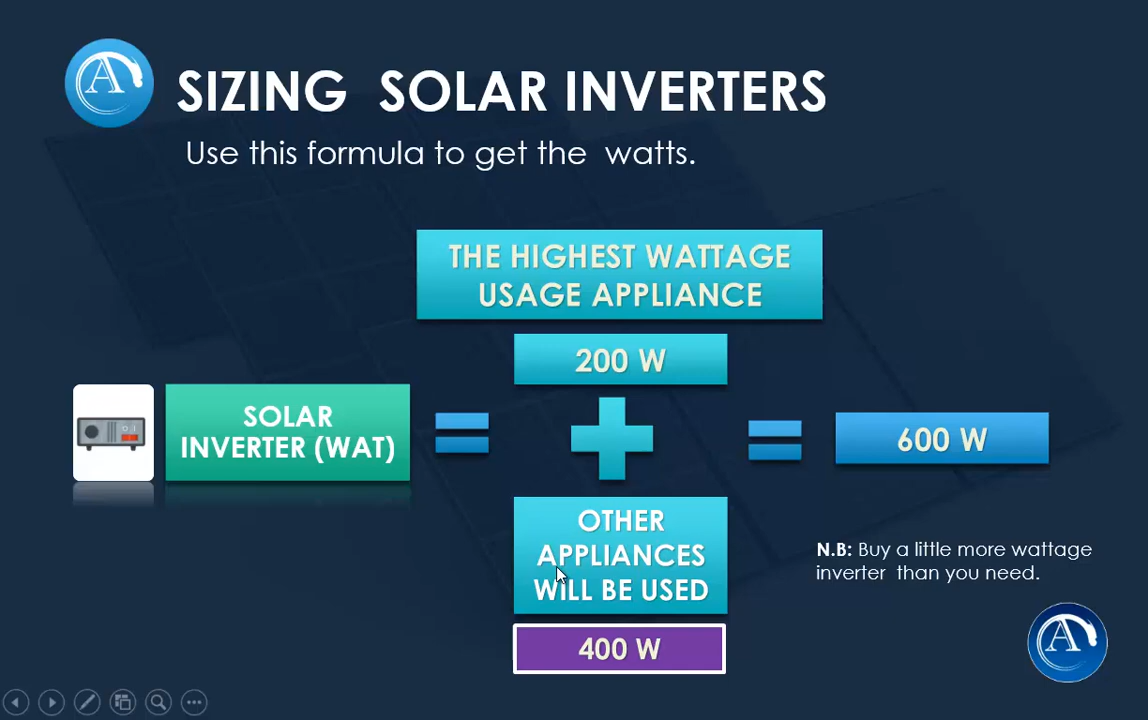 A
SIZING SOLAR INVERTERS
Use this formula to get the watts.
THE HIGHEST WATTAGE
USAGE APPLIANCE
200 W
SOLAR
INVERTER (WAT)
600 W
OTHER
APPLIANCES
WILL BE USED
400 W
N.B: Buy a little more wattage
inverter than you need.
A